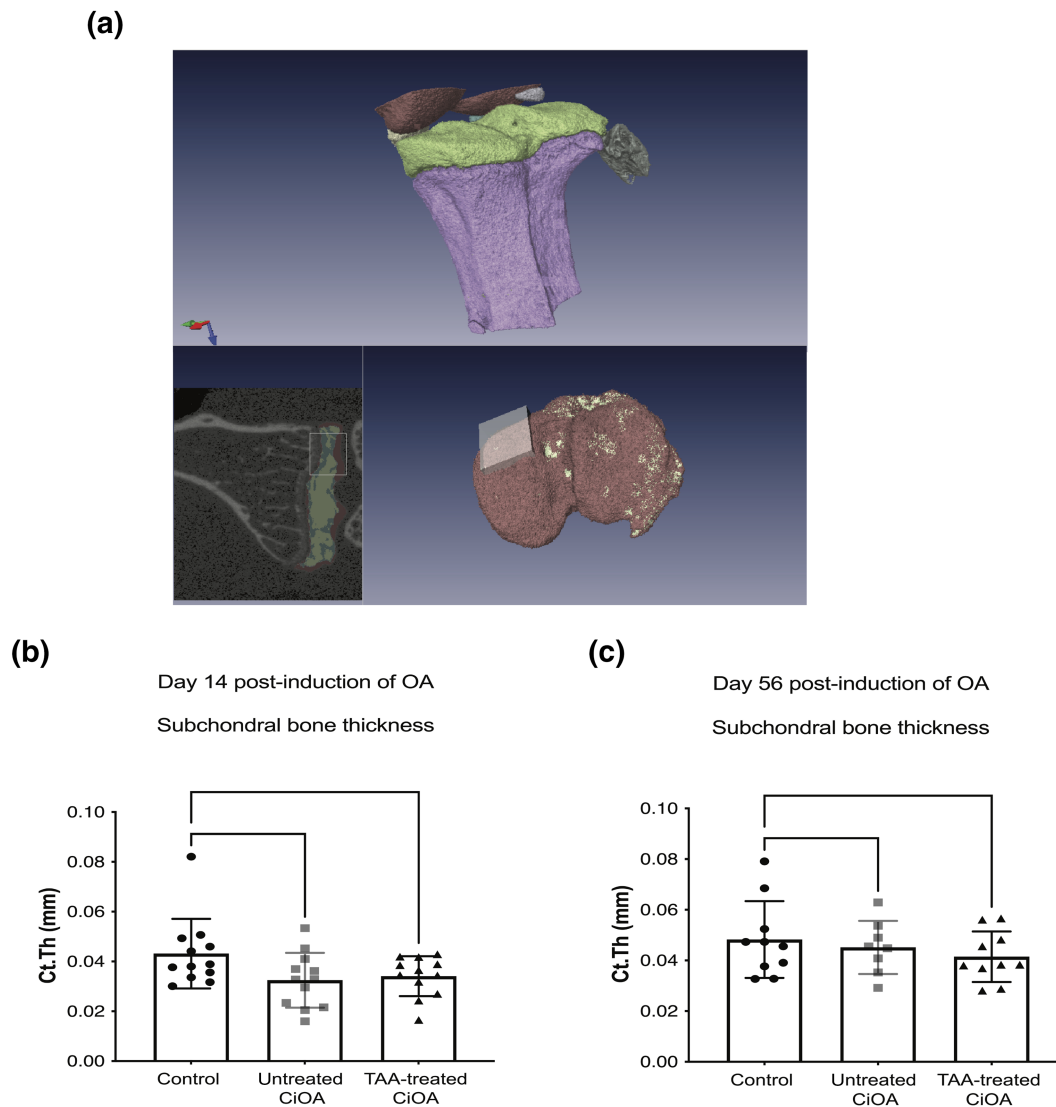 (a)
(b)
Day 14 post-induction of OA
Subchondral bone thickness
Ct.Th (mm)
0.10
0.08
0.06
0.04
0.02
0.00
Control
Untreated
CiOA
TAA-treated
CiOA
(c)
Day 56 post-induction of OA
Subchondral bone thickness
Ct.Th (mm)
0.10
0.08
0.06
0.04
0.02
0.00
Control
Untreated
CiOA
TAA-treated
CiOA